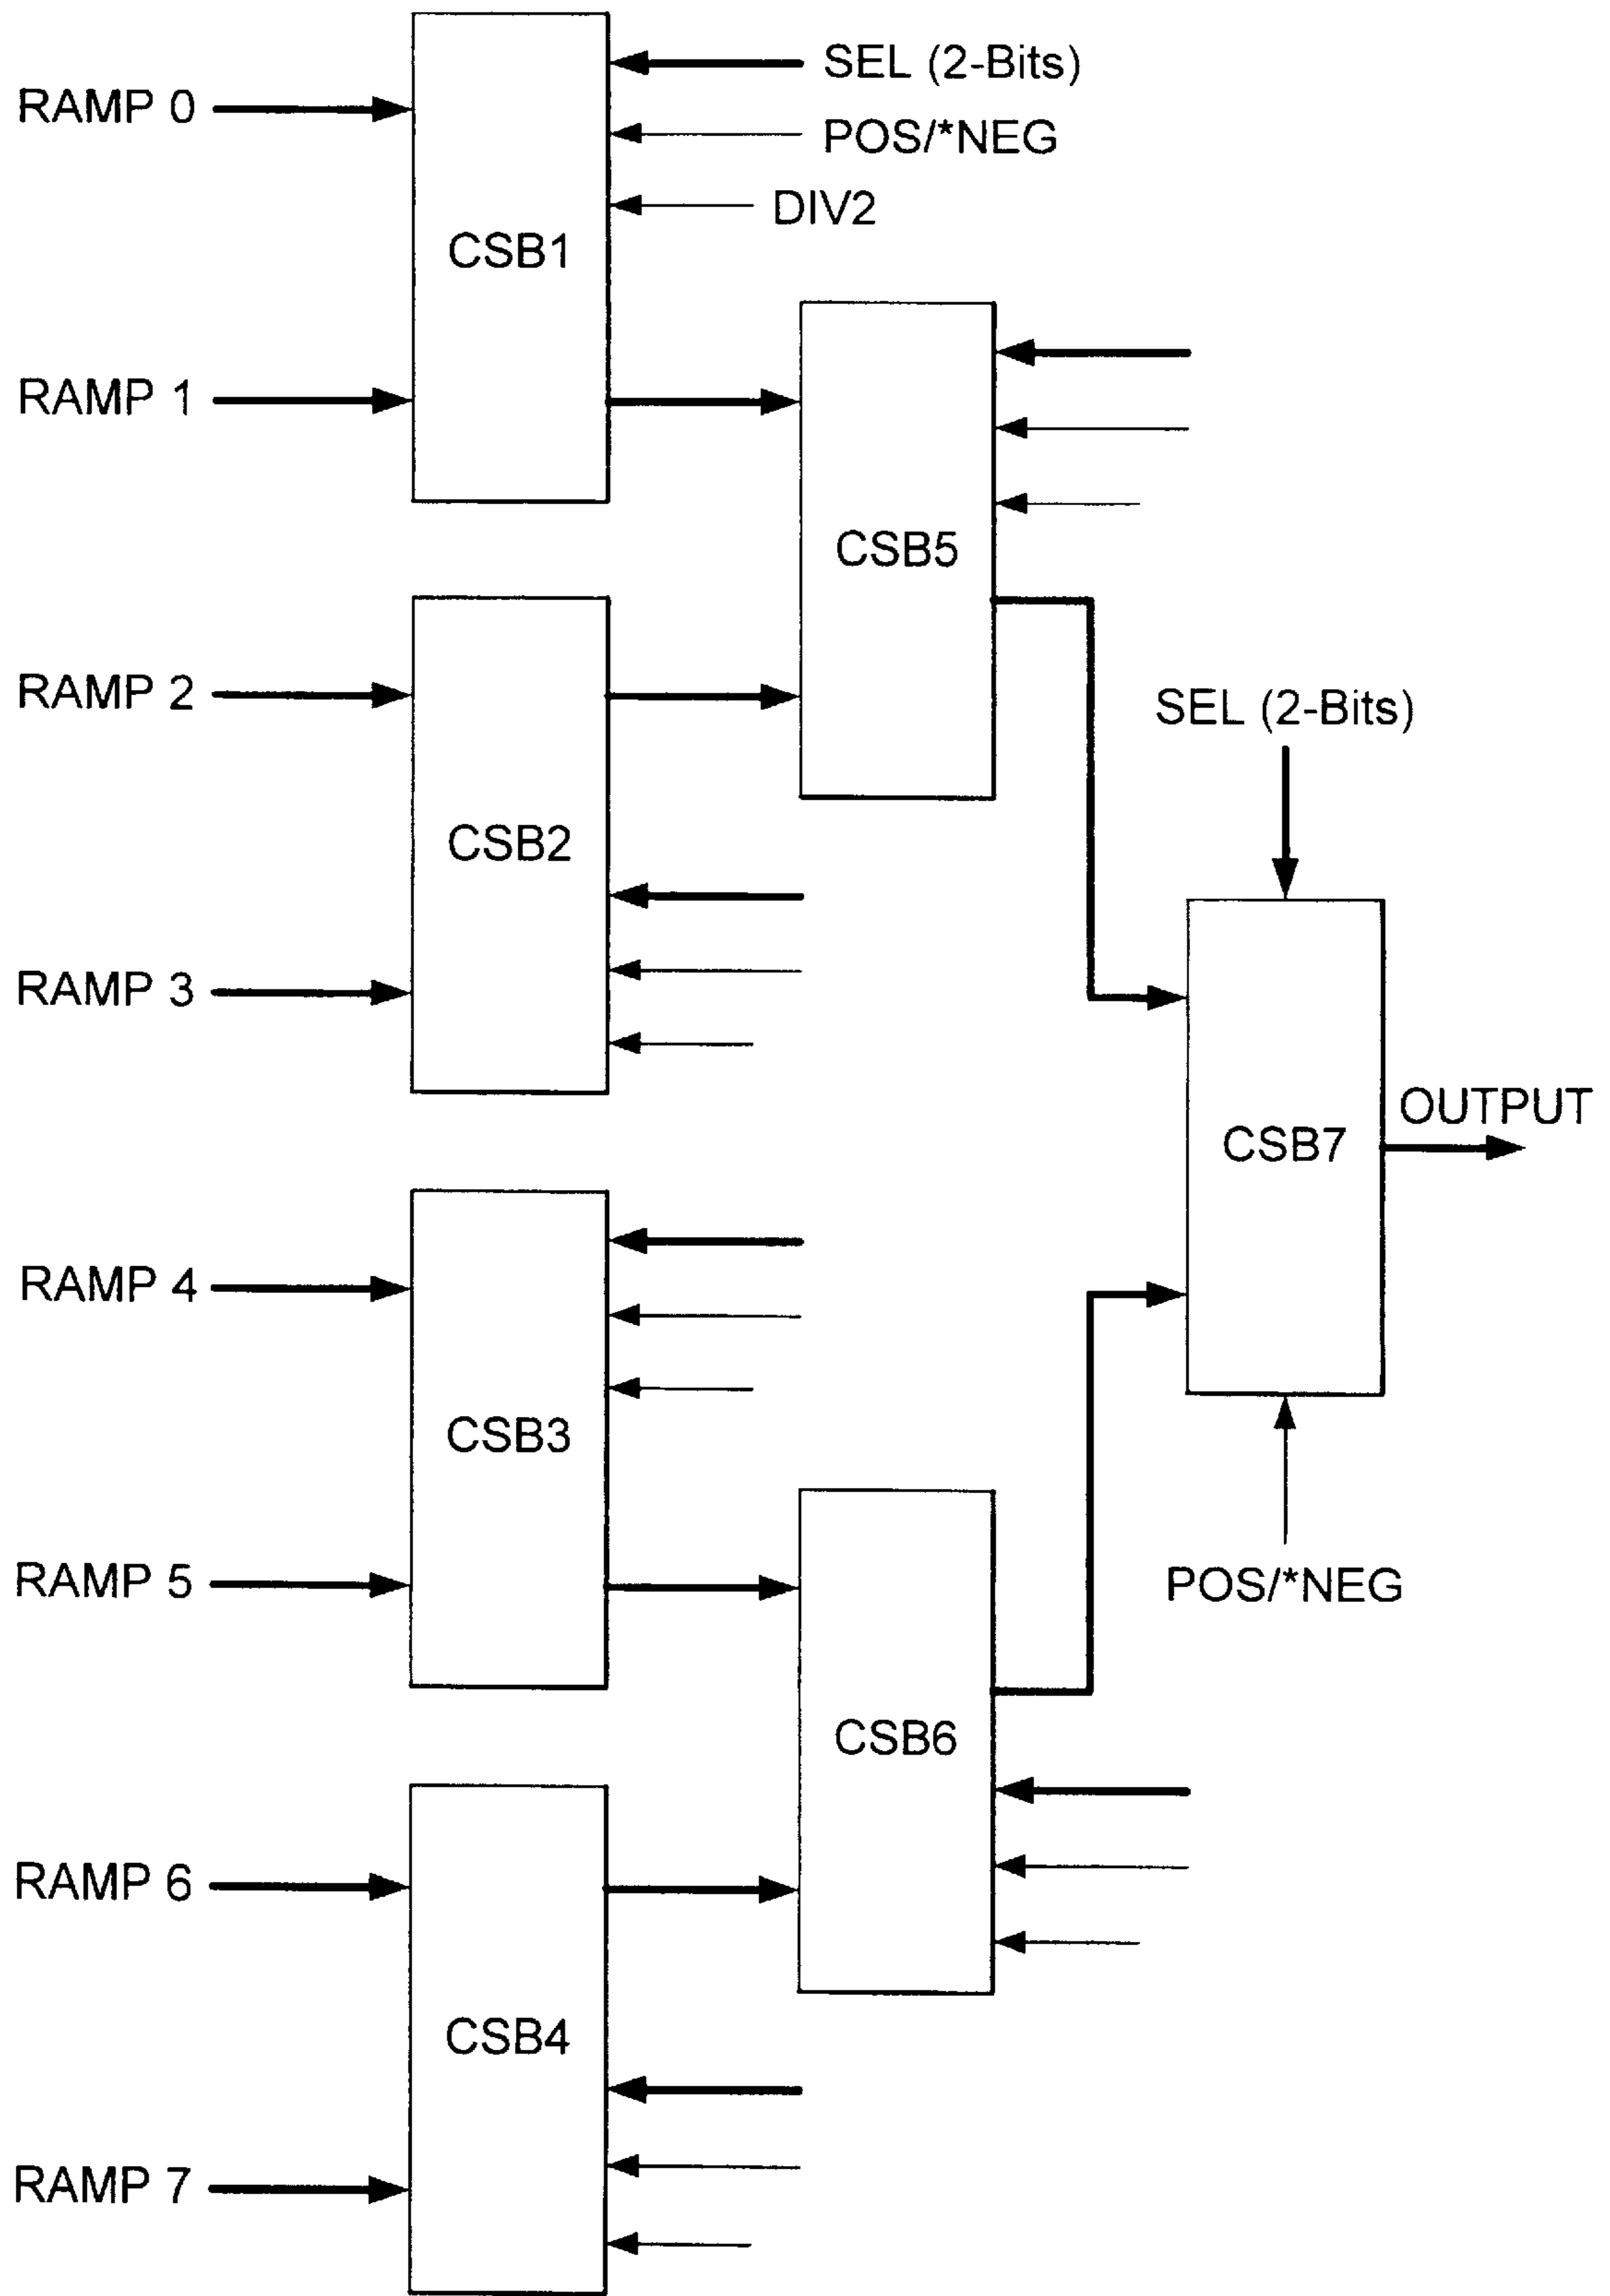 SEL (2-Bits)
RAMP 0
POS/*NEG
DIV2
CSB1
RAMP 1
CSB5
RAMP 2
SEL (2-Bits)
CSB2
RAMP 3
OUTPUT
CSB7
RAMP 4
CSB3
RAMP 5
POS/*NEG
CSB6
RAMP 6
CSB4
RAMP 7